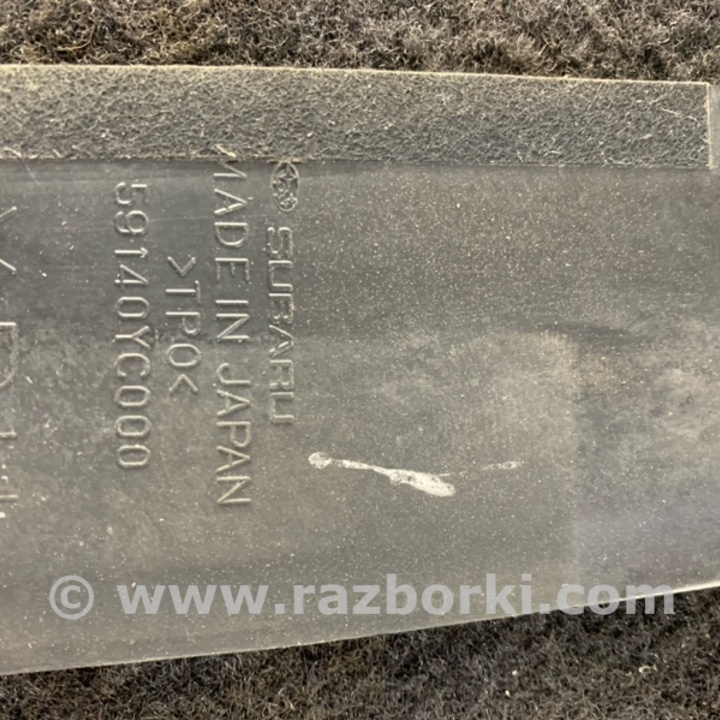 SUBARU
MADE IN JAPAN
>TPO<
59140YC000
© www.razborki.com